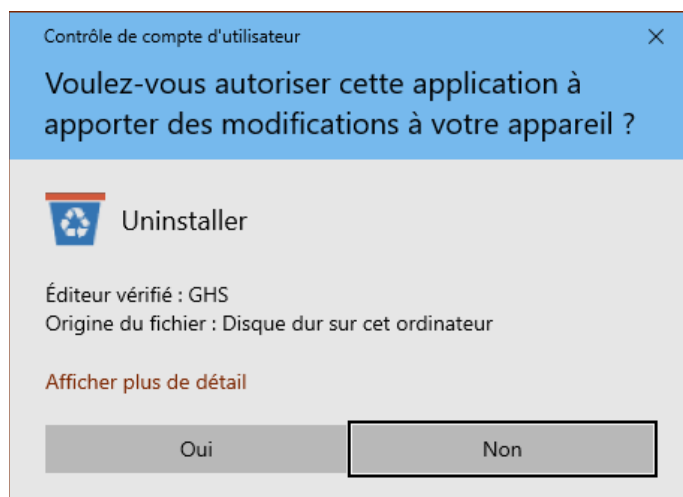 Contrôle de compte d'utilisateur
Voulez-vous autoriser cette application à
apporter des modifications à votre appareil ?
Uninstaller
Éditeur vérifié : GHS
Origine du fichier : Disque dur sur cet ordinateur
Afficher plus de détail
Oui
Non